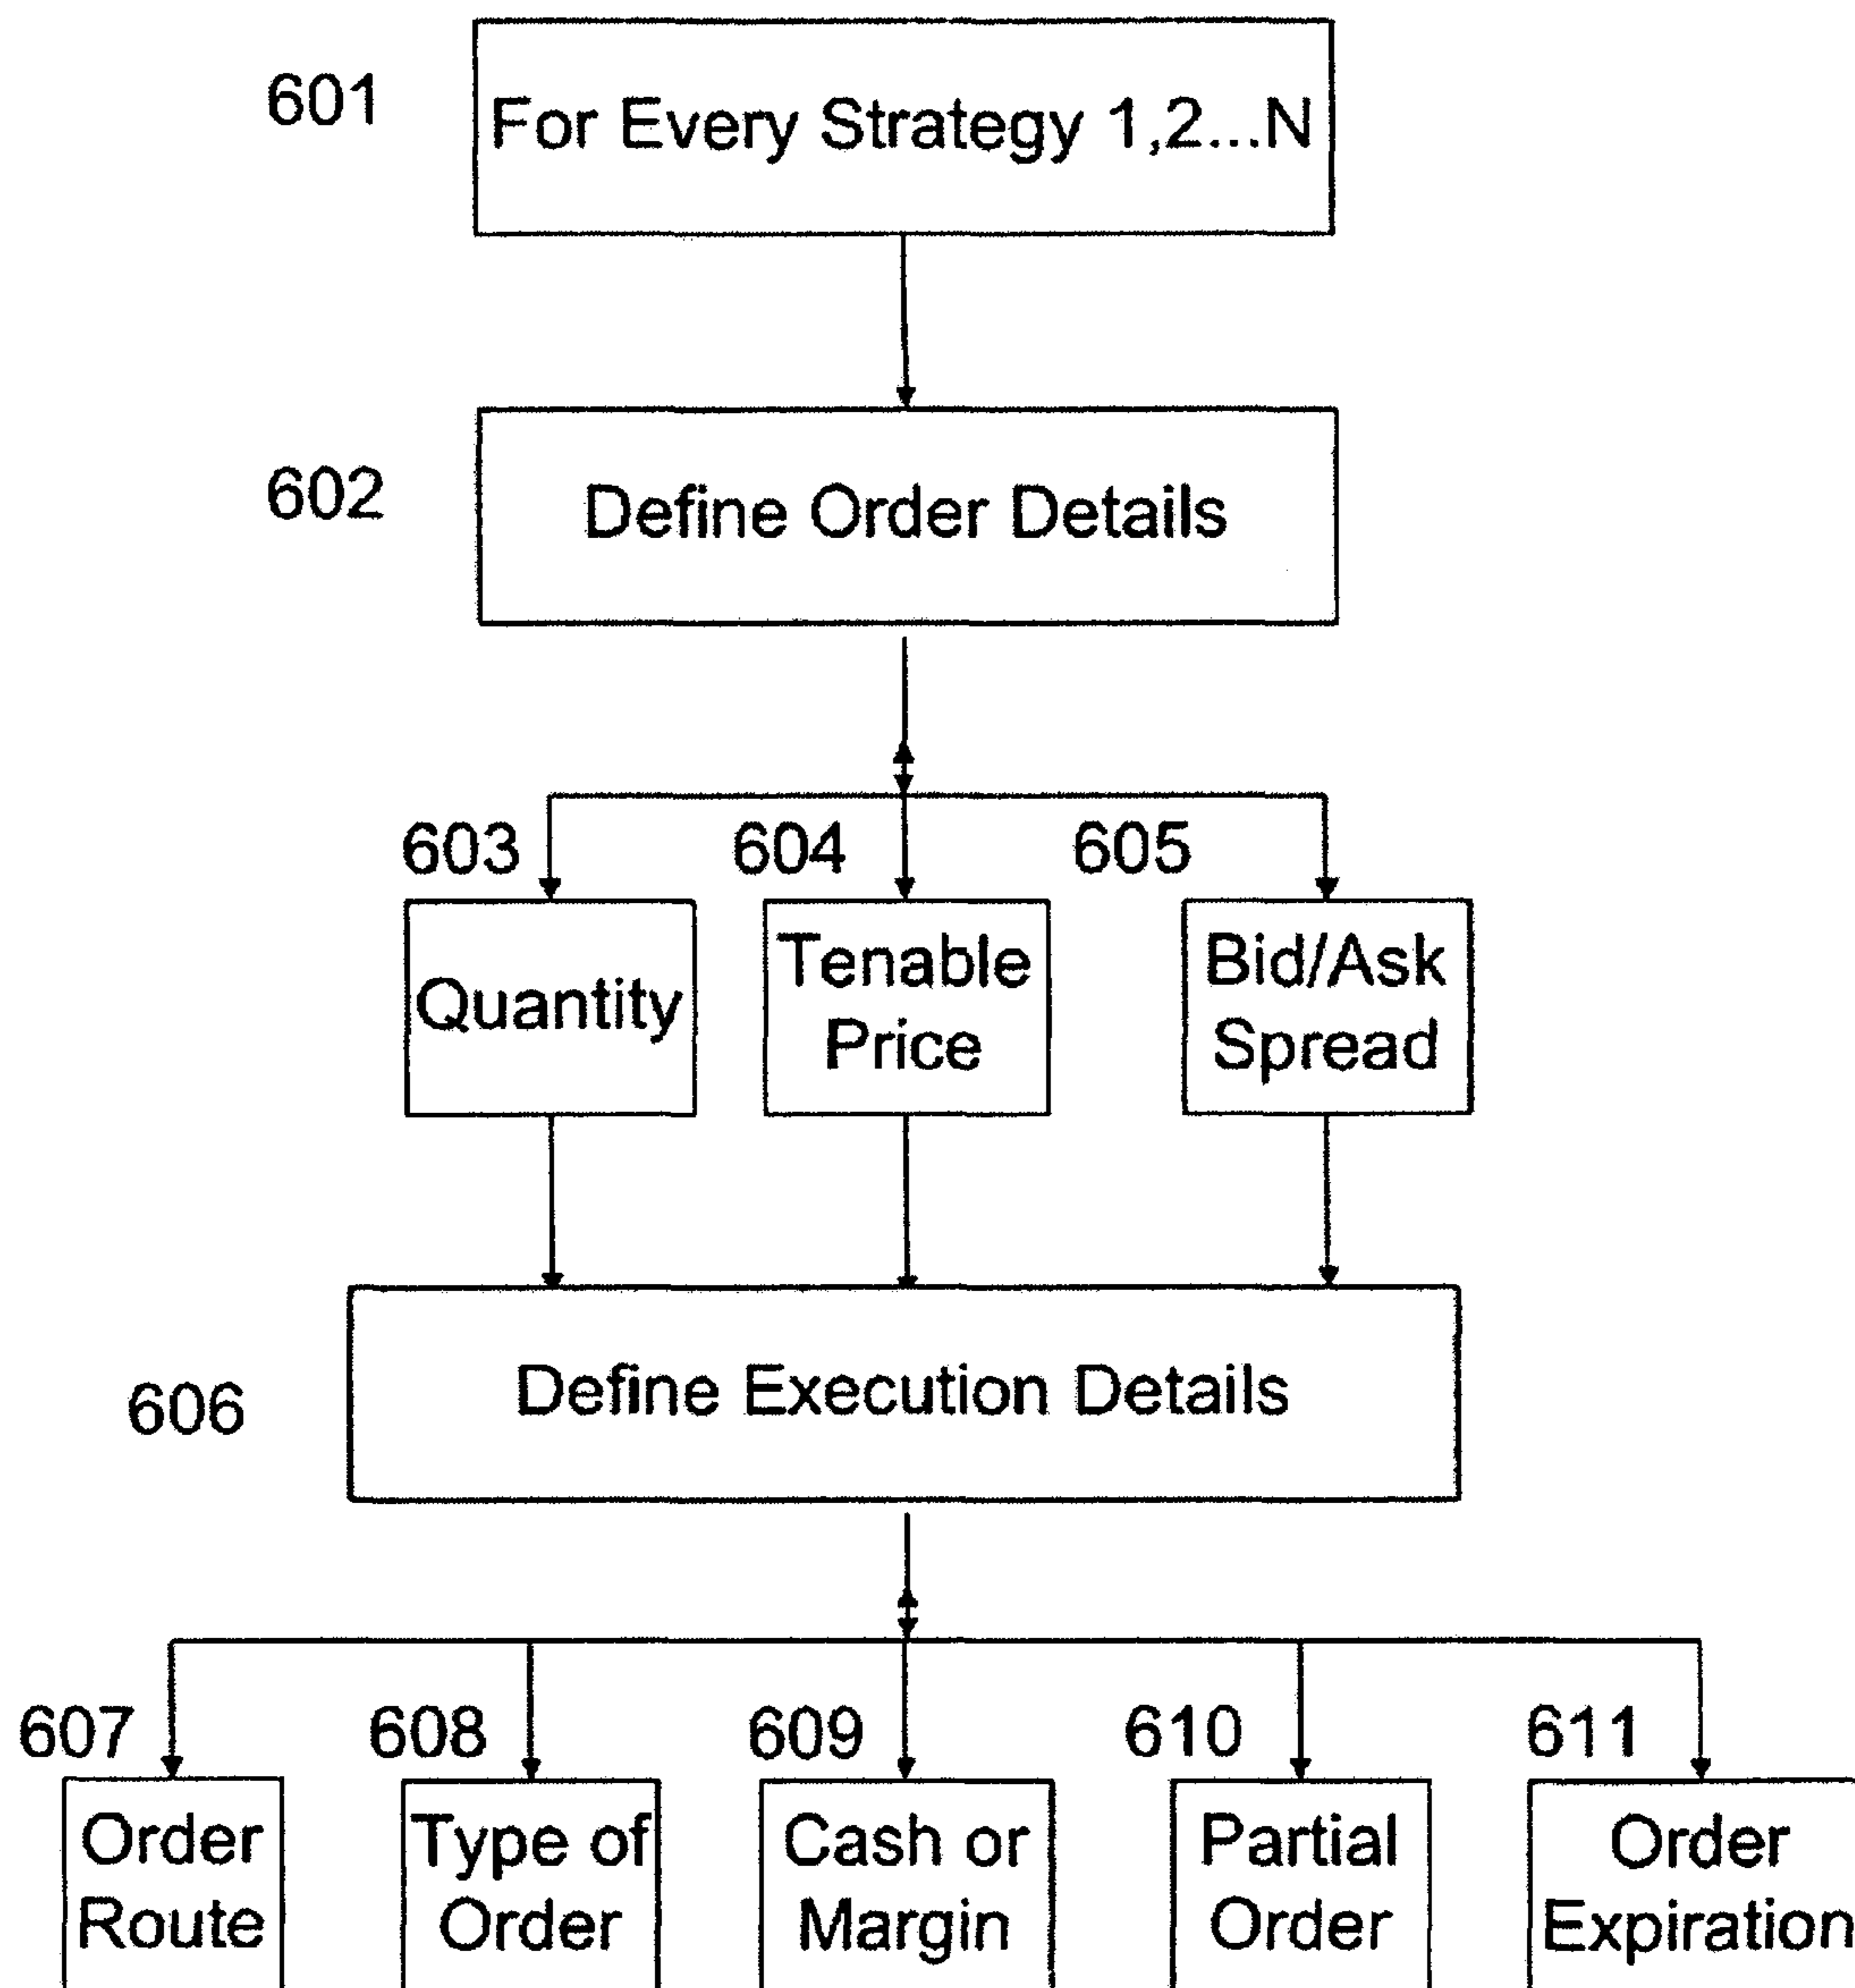 601
For Every Strategy 1,2...N
602
Define Order Details
603
604
605
Quantity
Tenable
Price
Bid/Ask
Spread
606
Define Execution Details
607
608
609
610
611
Order
Route
Type of
Order
Cash or
Margin
Partial
Order
Order
Expiration